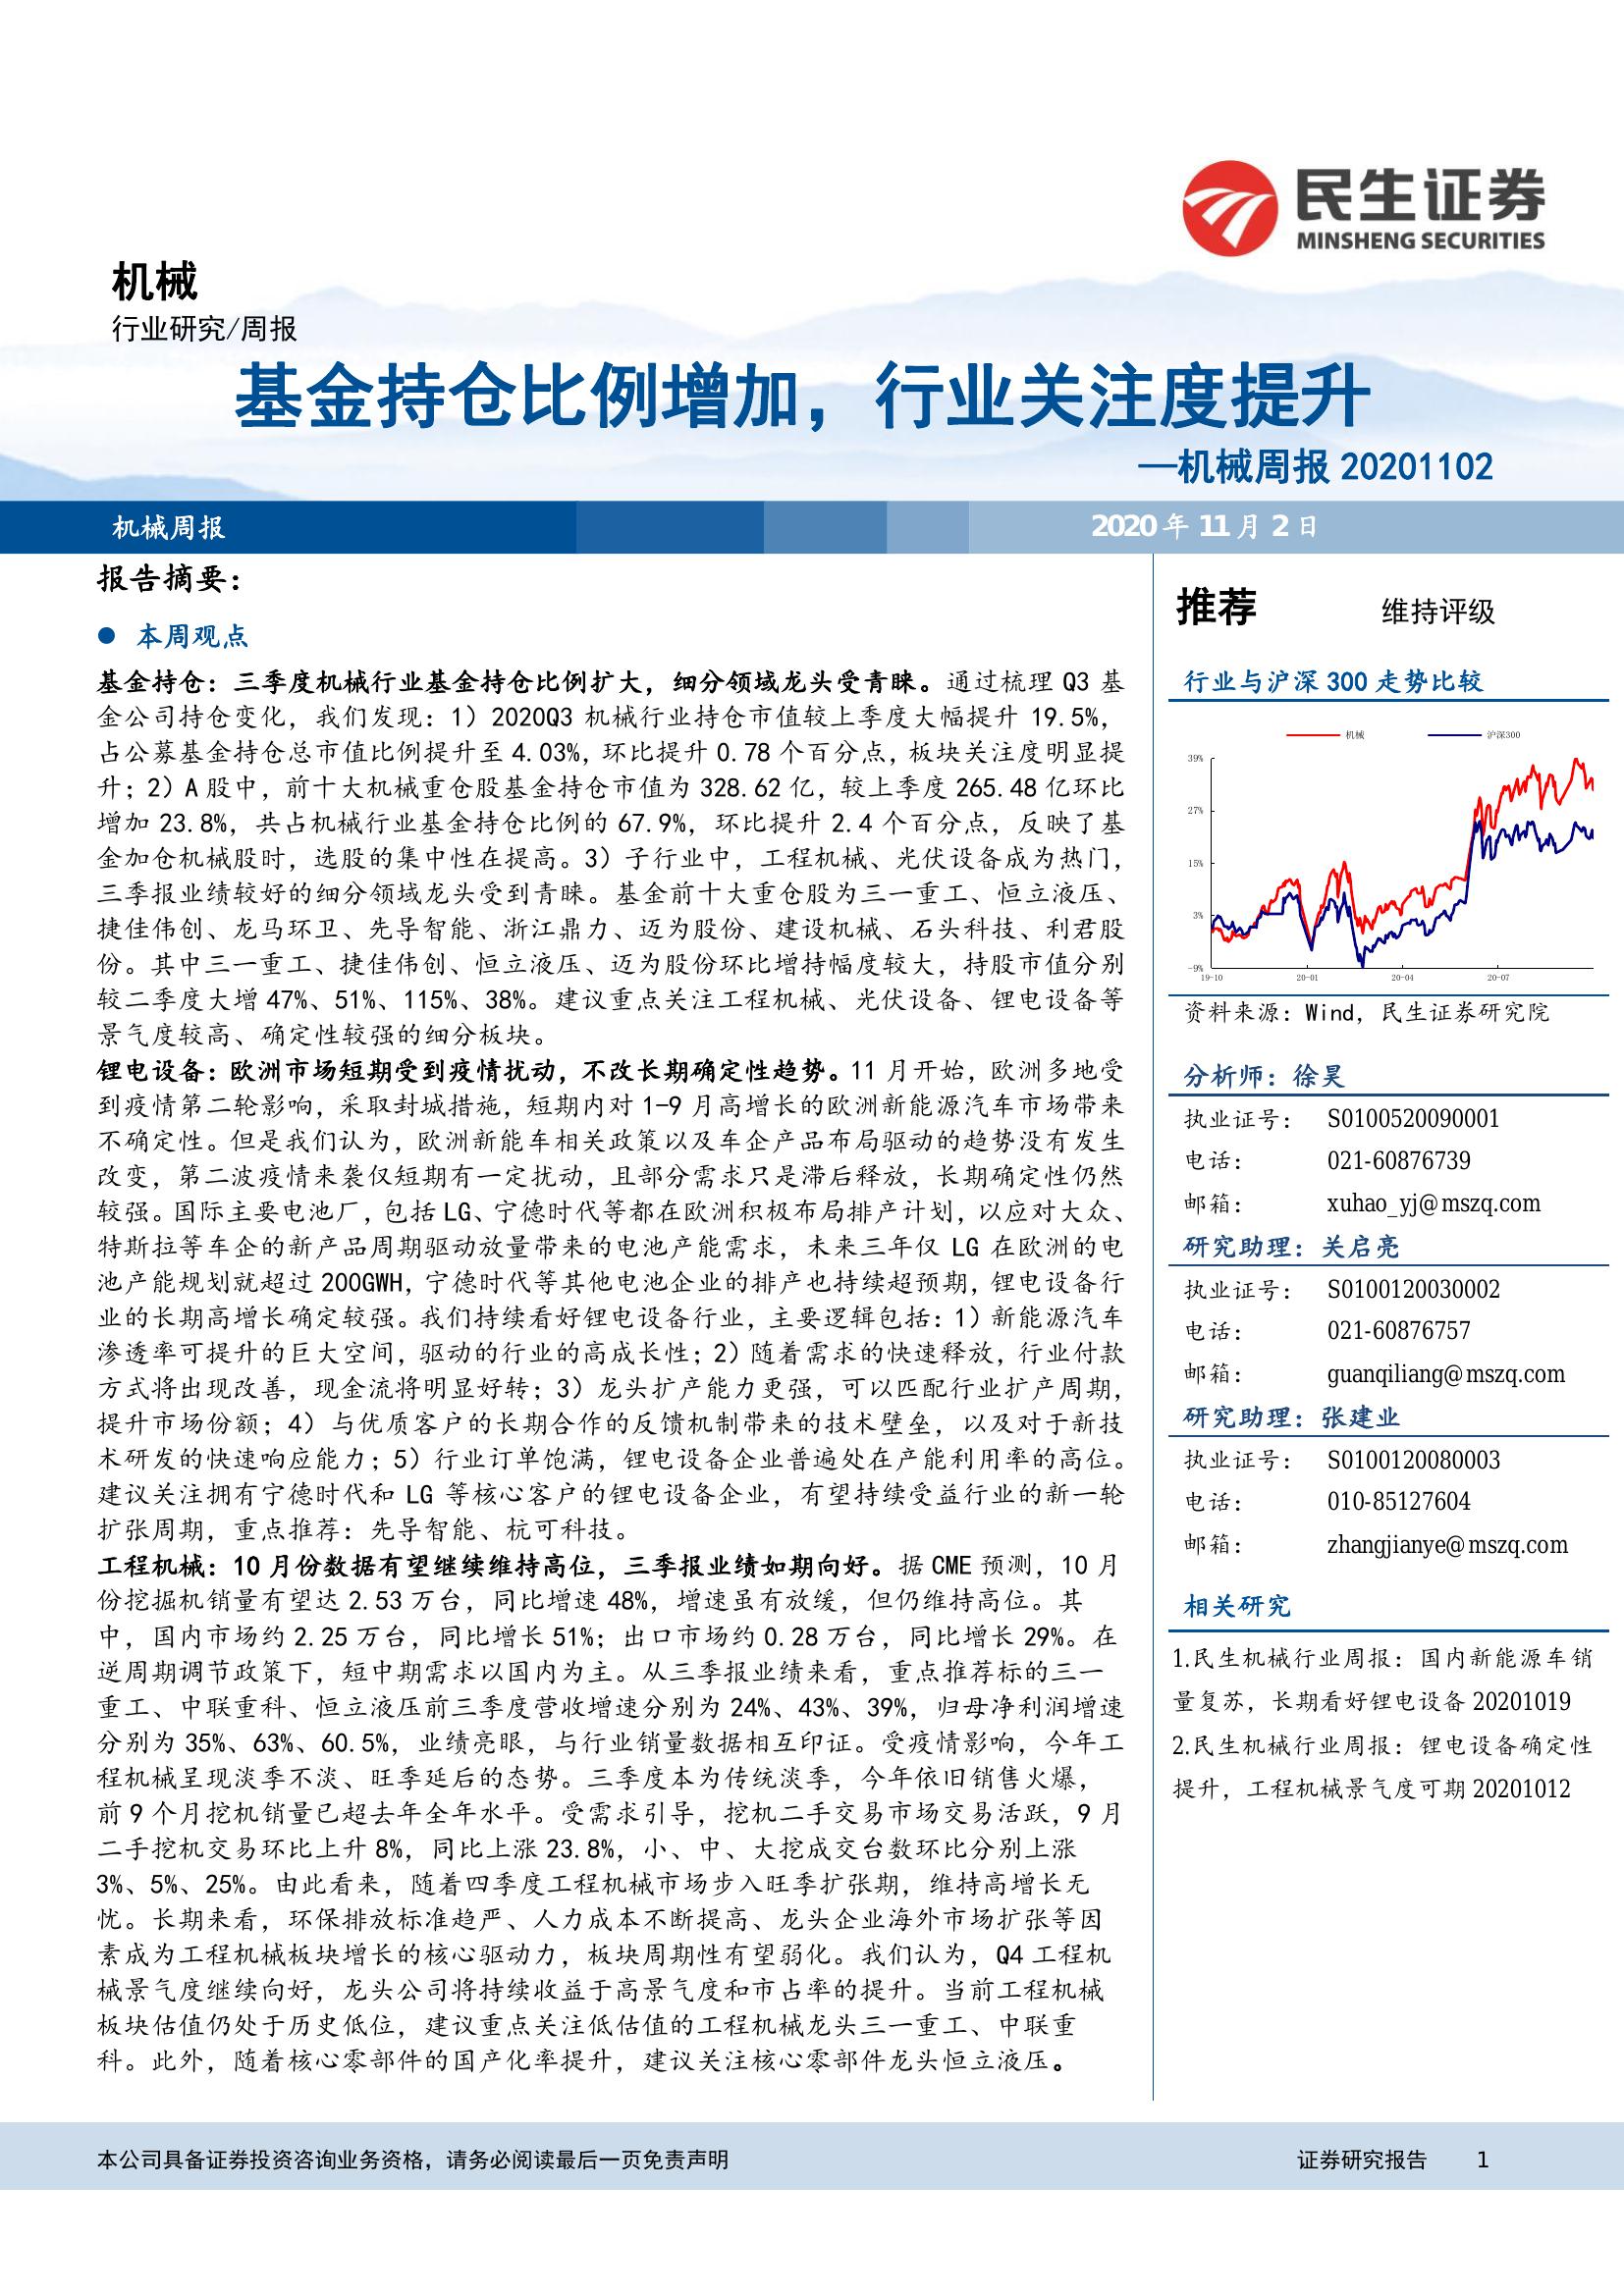 民生证券
MINSHENG SECURITIES
机械
行业研究/周报
基金持仓比例增加，行业关注度提升
—机械周报 20201102
机械周报
2020 年 11 月 2 日
报告摘要：
● 本周观点
基金持仓：三季度机械行业基金持仓比例扩大，细分领域龙头受青睐。通过梳理 Q3 基
金公司持仓变化，我们发现：1）2020Q3 机械行业持仓市值较上季度大幅提升 19.5%，
占公募基金持仓总市值比例提升至 4.03%，环比提升 0.78 个百分点，板块关注度明显提
升；2）A 股中，前十大机械重仓股基金持仓市值为 328.62 亿，较上季度 265.48 亿环比
增加 23.8%，共占机械行业基金持仓比例的 67.9%，环比提升 2.4 个百分点，反映了基
金加仓机械股时，选股的集中性在提高。3）子行业中，工程机械、光伏设备成为热门，
三季报业绩较好的细分领域龙头受到青睐。基金前十大重仓股为三一重工、恒立液压、
捷佳伟创、龙马环卫、先导智能、浙江鼎力、迈为股份、建设机械、石头科技、利君股
份。其中三一重工、捷佳伟创、恒立液压、迈为股份环比增持幅度较大，持股市值分别
较二季度大增 47%、51%、115%、38%。建议重点关注工程机械、光伏设备、锂电设备等
景气度较高、确定性较强的细分板块。
锂电设备：欧洲市场短期受到疫情扰动，不改长期确定性趋势。11 月开始，欧洲多地受
到疫情第二轮影响，采取封城措施，短期内对 1-9 月高增长的欧洲新能源汽车市场带来
不确定性。但是我们认为，欧洲新能车相关政策以及车企产品布局驱动的趋势没有发生
改变，第二波疫情来袭仅短期有一定扰动，且部分需求只是滞后释放，长期确定性仍然
较强。国际主要电池厂，包括 LG、宁德时代等都在欧洲积极布局排产计划，以应对大众、
特斯拉等车企的新产品周期驱动放量带来的电池产能需求，未来三年仅 LG 在欧洲的电
池产能规划就超过 200GWH，宁德时代等其他电池企业的排产也持续超预期，锂电设备行
业的长期高增长确定较强。我们持续看好锂电设备行业，主要逻辑包括：1）新能源汽车
渗透率可提升的巨大空间，驱动的行业的高成长性；2）随着需求的快速释放，行业付款
方式将出现改善，现金流将明显好转；3）龙头扩产能力更强，可以匹配行业扩产周期，
提升市场份额；4）与优质客户的长期合作的反馈机制带来的技术壁垒，以及对于新技
术研发的快速响应能力；5）行业订单饱满，锂电设备企业普遍处在产能利用率的高位。
建议关注拥有宁德时代和 LG 等核心客户的锂电设备企业，有望持续受益行业的新一轮
扩张周期，重点推荐：先导智能、杭可科技。
工程机械：10 月份数据有望继续维持高位，三季报业绩如期向好。据 CME 预测，10 月
份挖掘机销量有望达 2.53 万台，同比增速 48%，增速虽有放缓，但仍维持高位。其
中，国内市场约 2.25 万台，同比增长 51%；出口市场约 0.28 万台，同比增长 29%。在
逆周期调节政策下，短中期需求以国内为主。从三季报业绩来看，重点推荐标的三一
重工、中联重科、恒立液压前三季度营收增速分别为 24%、43%、39%，归母净利润增速
分别为 35%、63%、60.5%，业绩亮眼，与行业销量数据相互印证。受疫情影响，今年工
程机械呈现淡季不淡、旺季延后的态势。三季度本为传统淡季，今年依旧销售火爆，
前 9 个月挖机销量已超去年全年水平。受需求引导，挖机二手交易市场交易活跃，9 月
二手挖机交易环比上升 8%，同比上涨 23.8%，小、中、大挖成交台数环比分别上涨
3%、5%、25%。由此看来，随着四季度工程机械市场步入旺季扩张期，维持高增长无
忧。长期来看，环保排放标准趋严、人力成本不断提高、龙头企业海外市场扩张等因
素成为工程机械板块增长的核心驱动力，板块周期性有望弱化。我们认为，Q4 工程机
械景气度继续向好，龙头公司将持续收益于高景气度和市占率的提升。当前工程机械
板块估值仍处于历史低位，建议重点关注低估值的工程机械龙头三一重工、中联重
科。此外，随着核心零部件的国产化率提升，建议关注核心零部件龙头恒立液压。
推荐 维持评级
行业与沪深 300 走势比较
机械 沪深300
39%
27%
15%
3%
-9%
19-10 20-01 20-04 20-07
资料来源：Wind，民生证券研究院
分析师：徐昊
执业证号： S0100520090001
电话： 021-60876739
邮箱： xuhao_yj@mszq.com
研究助理：关启亮
执业证号： S0100120030002
电话： 021-60876757
邮箱： guanqiliang@mszq.com
研究助理：张建业
执业证号： S0100120080003
电话： 010-85127604
邮箱： zhangjianye@mszq.com
相关研究
1.民生机械行业周报：国内新能源车销
量复苏，长期看好锂电设备 20201019
2.民生机械行业周报：锂电设备确定性
提升，工程机械景气度可期 20201012
本公司具备证券投资咨询业务资格，请务必阅读最后一页免责声明
证券研究报告 1